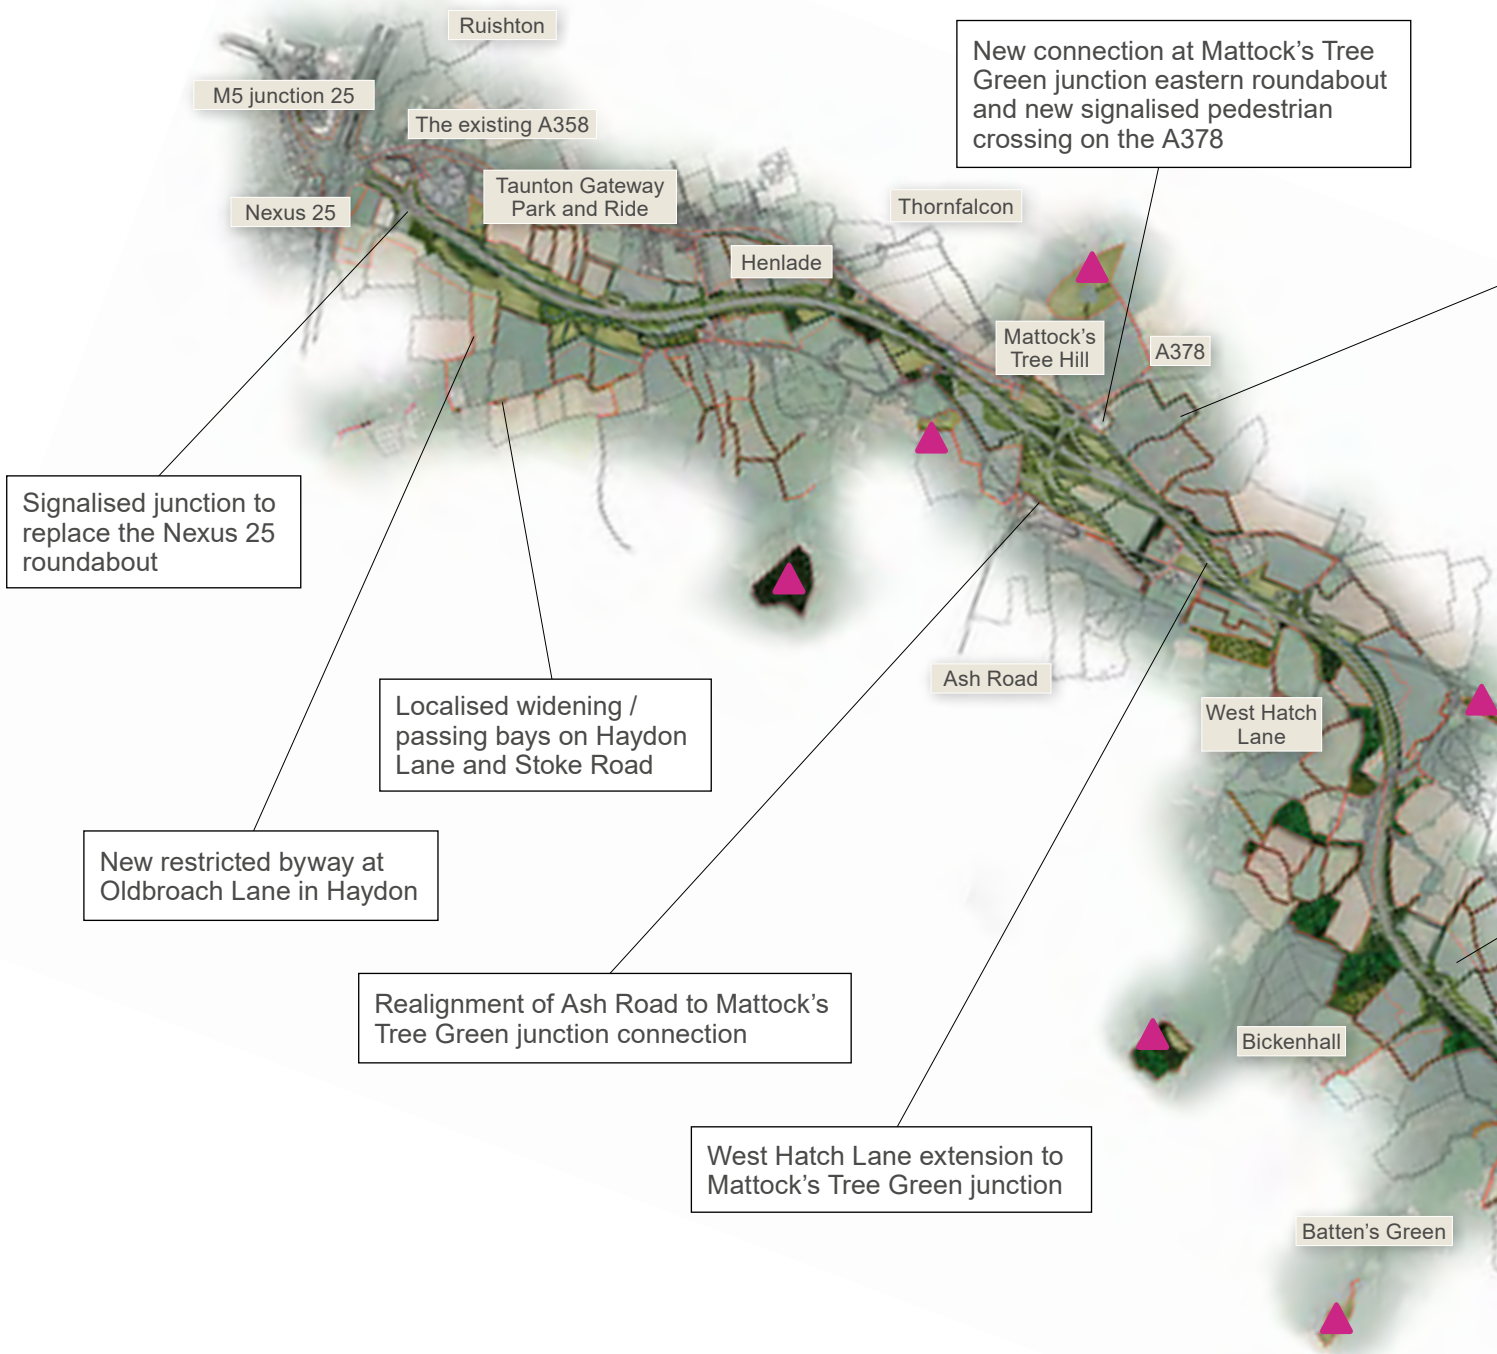 Ruishton
New connection at Mattock's Tree
Green junction eastern roundabout
and new signalised pedestrian
crossing on the A378
M5 junction 25
The existing A358
Taunton Gateway
Park and Ride
Nexus 25
Thornfalcon
Henlade
Mattock's
Tree Hill
A378
Signalised junction to
replace the Nexus 25
roundabout
Ash Road
Localised widening /
passing bays on Haydon
Lane and Stoke Road
West Hatch
Lane
New restricted byway at
Oldbroach Lane in Haydon
Realignment of Ash Road to Mattock's
Tree Green junction connection
Bickenhall
West Hatch Lane extension to
Mattock's Tree Green junction
Batten's Green